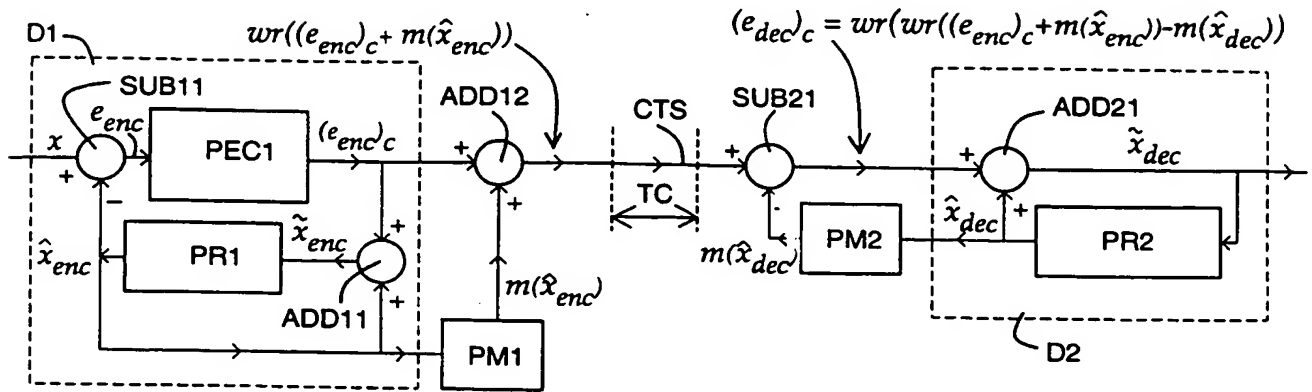 D1
wr((e_enc)_c + m(x̂_enc))
(e_dec)_c = wr(wr((e_enc)_c+m(x̂_enc))-m(x̂_dec))
SUB11
ADD12
SUB21
ADD21
x
+
e_enc
PEC1
(e_enc)_c
+
CTS
+
+
x̃_dec
−
+
+
TC
-
x̂_dec
+
x̂_enc
PR1
x̃_enc
+
m(x̂_enc)
m(x̂_dec)
PM2
PR2
ADD11
PM1
D2